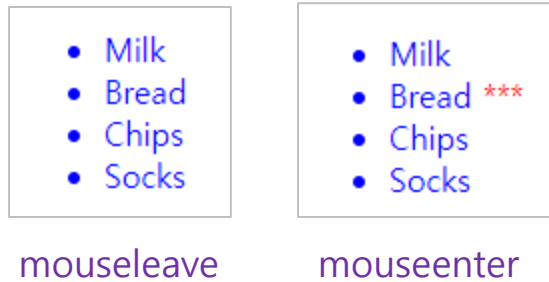 • Milk
• Bread
• Chips
• Socks
mouseleave
• Milk
• Bread ***
• Chips
• Socks
mouseenter